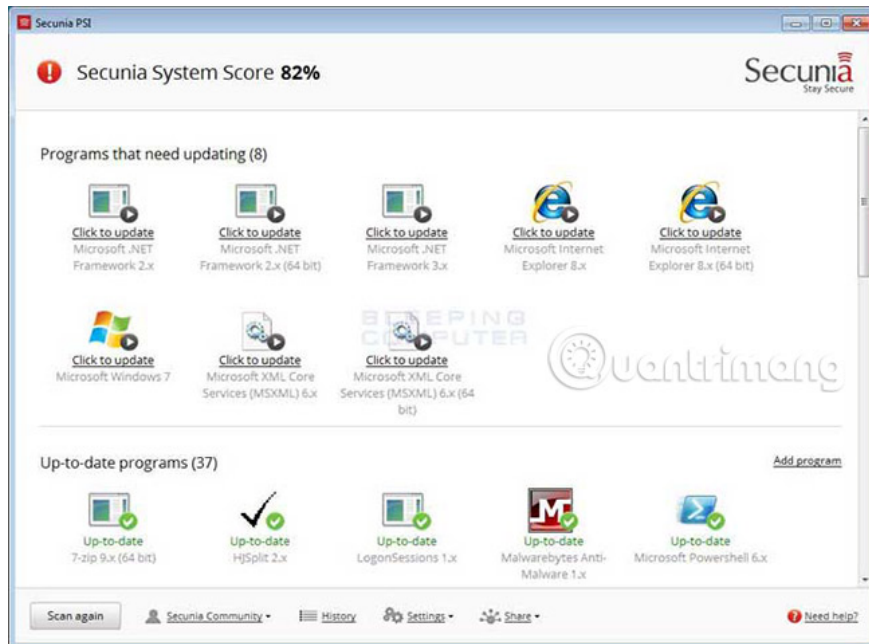 Secunia PSI
Secunia System Score 82%
Secunia
Stay Secure
Programs that need updating (8)
Click to update
Microsoft .NET
Framework 2.x
Click to update
Microsoft .NET
Framework 2.x (64 bit)
Click to update
Microsoft .NET
Framework 3.x
Click to update
Microsoft Internet
Explorer 8.x
Click to update
Microsoft Internet
Explorer 8.x (64 bit)
Click to update
Microsoft Windows 7
Click to update
Microsoft XML Core
Services (MSXML) 6.x
Click to update
Microsoft XML Core
Services (MSXML) 6.x (64
bit)
BLEEPING
COMPUTER
Quantrimang
Up-to-date programs (37)
Add program
Up-to-date
7-zip 9.x (64 bit)
Up-to-date
HJSplit 2.x
Up-to-date
LogonSessions 1.x
Up-to-date
Malwarebytes Anti-
Malware 1.x
Up-to-date
Microsoft Powershell 6.x
Scan again
Secunia Community
History
Settings
Share
Need help?